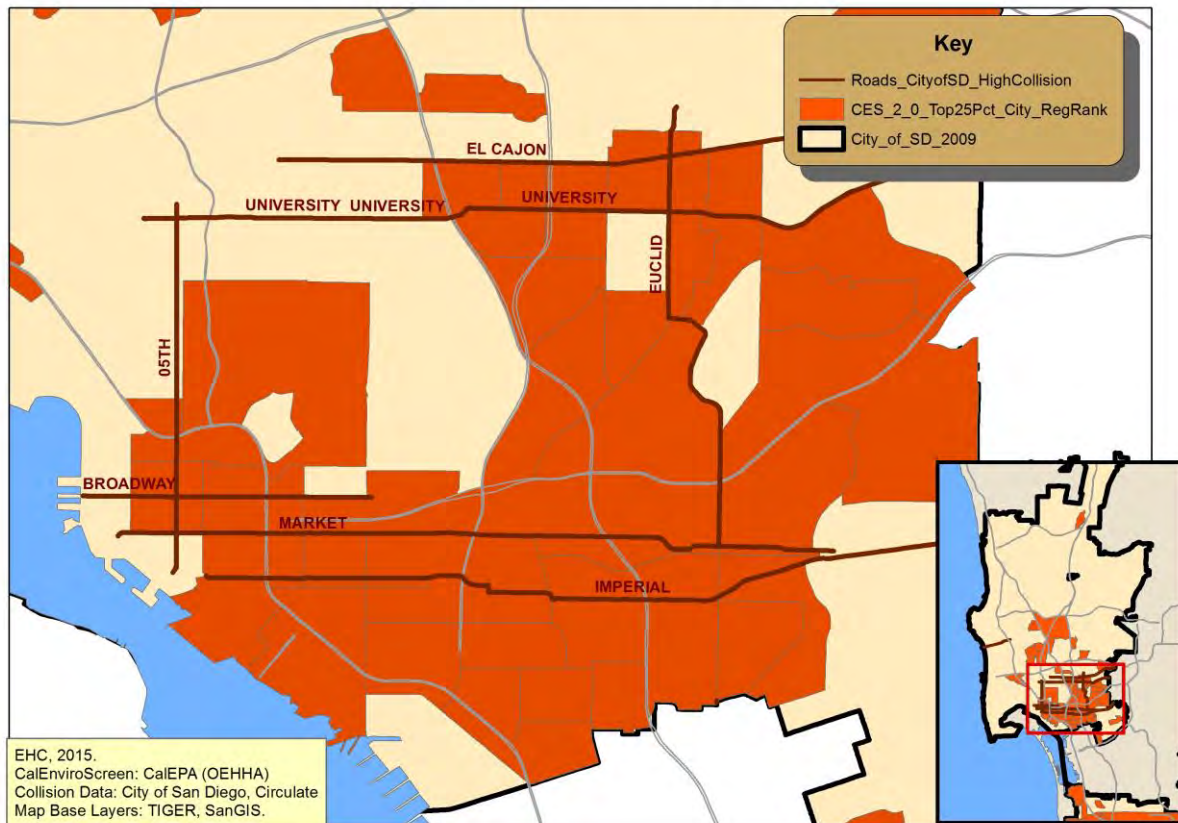 Key
Roads_CityofSD_HighCollision
CES_2_0_Top25Pct_City_RegRank
City_of_SD_2009
EL CAJON
UNIVERSITY UNIVERSITY UNIVERSITY
EUCLID
05TH
BROADWAY
MARKET
IMPERIAL
EHC, 2015.
CalEnviroScreen: CalEPA (OEHHA)
Collision Data: City of San Diego, Circulate
Map Base Layers: TIGER, SanGIS.